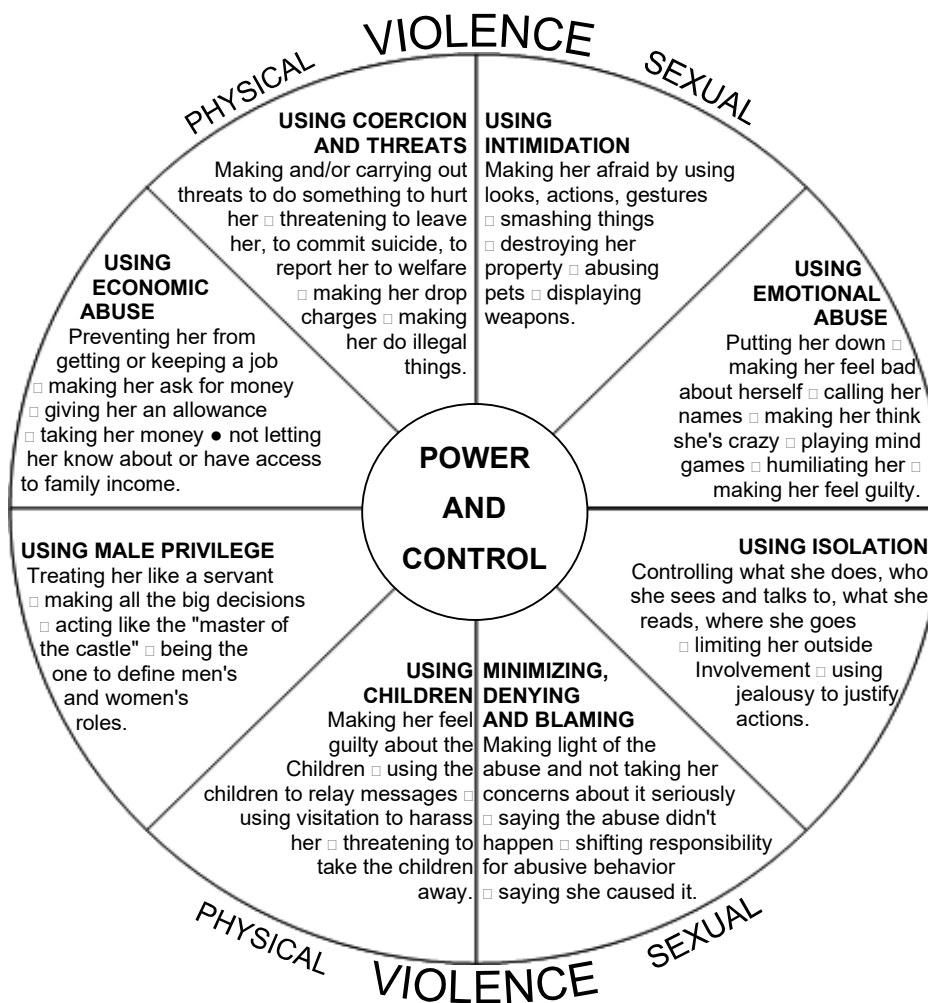 PHYSICAL VIOLENCE SEXUAL
USING COERCION
AND THREATS
Making and/or carrying out
threats to do something to hurt
her □ threatening to leave
her, to commit suicide, to
report her to welfare
□ making her drop
charges □ making
her do illegal
things.
USING
INTIMIDATION
Making her afraid by using
looks, actions, gestures
□ smashing things
□ destroying her
property □ abusing
pets □ displaying
weapons.
USING
ECONOMIC
ABUSE
Preventing her from
getting or keeping a job
□ making her ask for money
□ giving her an allowance
□ taking her money ● not letting
her know about or have access
to family income.
USING
EMOTIONAL
ABUSE
Putting her down □
making her feel bad
about herself □ calling her
names □ making her think
she's crazy □ playing mind
games □ humiliating her □
making her feel guilty.
POWER
AND
CONTROL
USING MALE PRIVILEGE
Treating her like a servant
□ making all the big decisions
□ acting like the "master of
the castle" □ being the
one to define men's
and women's
roles.
USING ISOLATION
Controlling what she does, who
she sees and talks to, what she
reads, where she goes
□ limiting her outside
Involvement □ using
jealousy to justify
actions.
USING
CHILDREN
Making her feel
guilty about the
Children □ using the
children to relay messages □
using visitation to harass
her □ threatening to
take the children
away.
MINIMIZING,
DENYING
AND BLAMING
Making light of the
abuse and not taking her
concerns about it seriously
□ saying the abuse didn't
happen □ shifting responsibility
for abusive behavior
□ saying she caused it.
PHYSICAL VIOLENCE SEXUAL